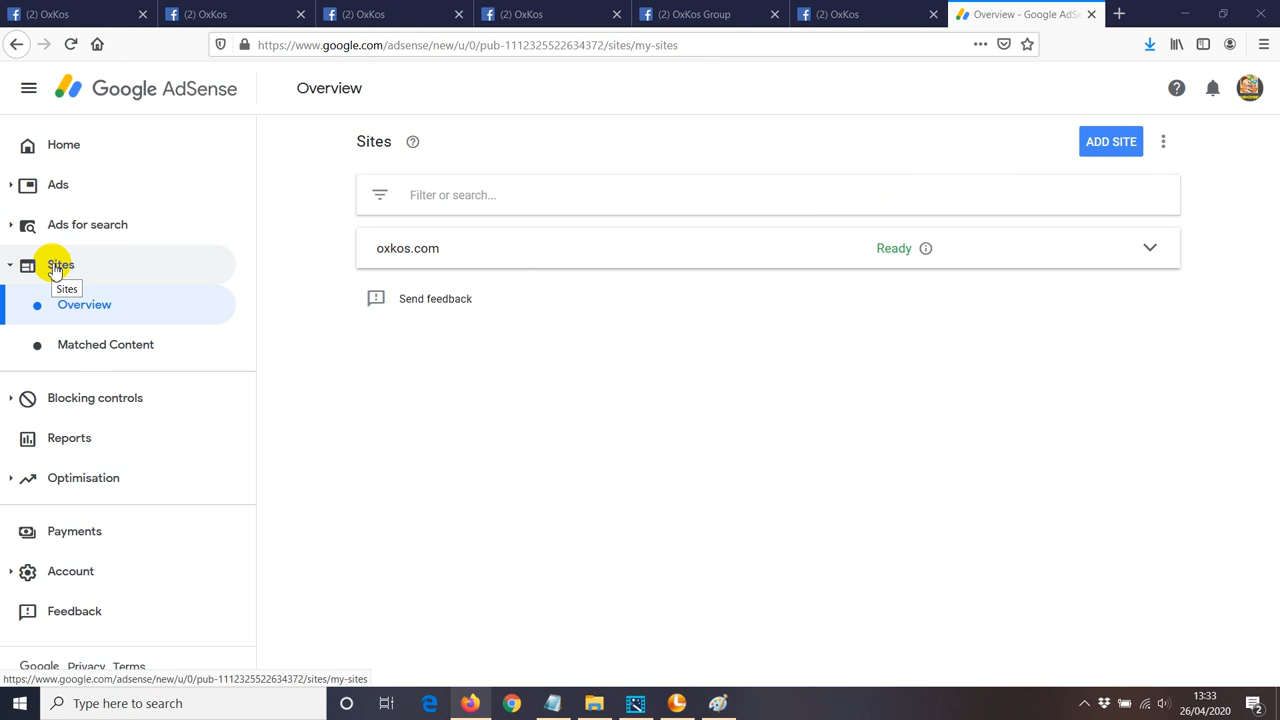 (2) OxKos
(2) OxKos
(2) OxKos
(2) OxKos
(2) OxKos Group
(2) OxKos
Overview - Google AdSe
https://www.google.com/adsense/new/u/0/pub-1112325522634372/sites/my-sites
Google AdSense
Overview
Home
Ads
Ads for search
Sites
Sites
Overview
Matched Content
Blocking controls
Reports
Optimisation
Payments
Account
Feedback
Google Privacy Terms
Sites
ADD SITE
Filter or search...
oxkos.com Ready
Send feedback
https://www.google.com/adsense/new/u/0/pub-1112325522634372/sites/my-sites
Type here to search
13:33
26/04/2020
2